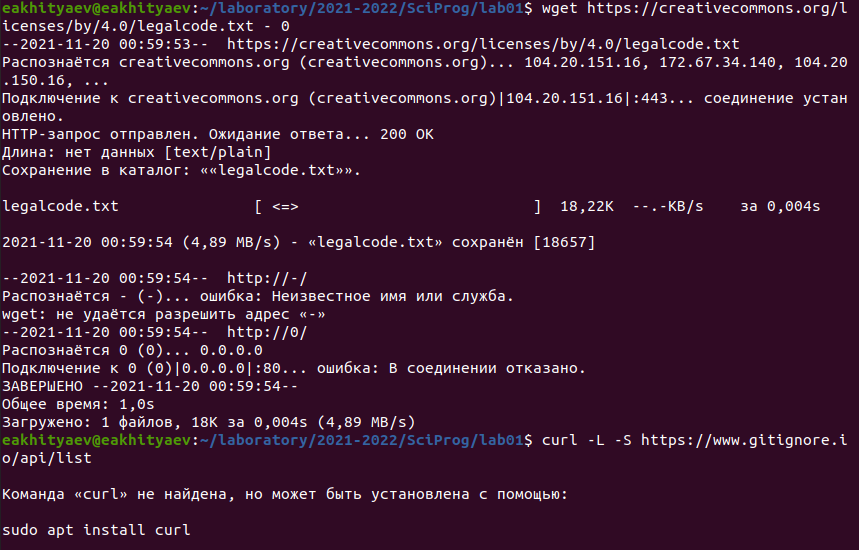 eakhityaev@eakhityaev:~/laboratory/2021-2022/SciProg/lab01$ wget https://creativecommons.org/l
icenses/by/4.0/legalcode.txt - 0
--2021-11-20 00:59:53--  https://creativecommons.org/licenses/by/4.0/legalcode.txt
Распознаётся creativecommons.org (creativecommons.org)... 104.20.151.16, 172.67.34.140, 104.20
.150.16, ...
Подключение к creativecommons.org (creativecommons.org)|104.20.151.16|:443... соединение устан
овлено.
HTTP-запрос отправлен. Ожидание ответа... 200 OK
Длина: нет данных [text/plain]
Сохранение в каталог: ««legalcode.txt»».
legalcode.txt               [ <=>                          ]  18,22K  --.-KB/s    за 0,004s
2021-11-20 00:59:54 (4,89 MB/s) - «legalcode.txt» сохранён [18657]
--2021-11-20 00:59:54--  http://-/
Распознаётся - (-)... ошибка: Неизвестное имя или служба.
wget: не удаётся разрешить адрес «-»
--2021-11-20 00:59:54--  http://0/
Распознаётся 0 (0)... 0.0.0.0
Подключение к 0 (0)|0.0.0.0|:80... ошибка: В соединении отказано.
ЗАВЕРШЕНО --2021-11-20 00:59:54--
Общее время: 1,0s
Загружено: 1 файлов, 18K за 0,004s (4,89 MB/s)
eakhityaev@eakhityaev:~/laboratory/2021-2022/SciProg/lab01$ curl -L -S https://www.gitignore.i
o/api/list
Команда «curl» не найдена, но может быть установлена с помощью:
sudo apt install curl